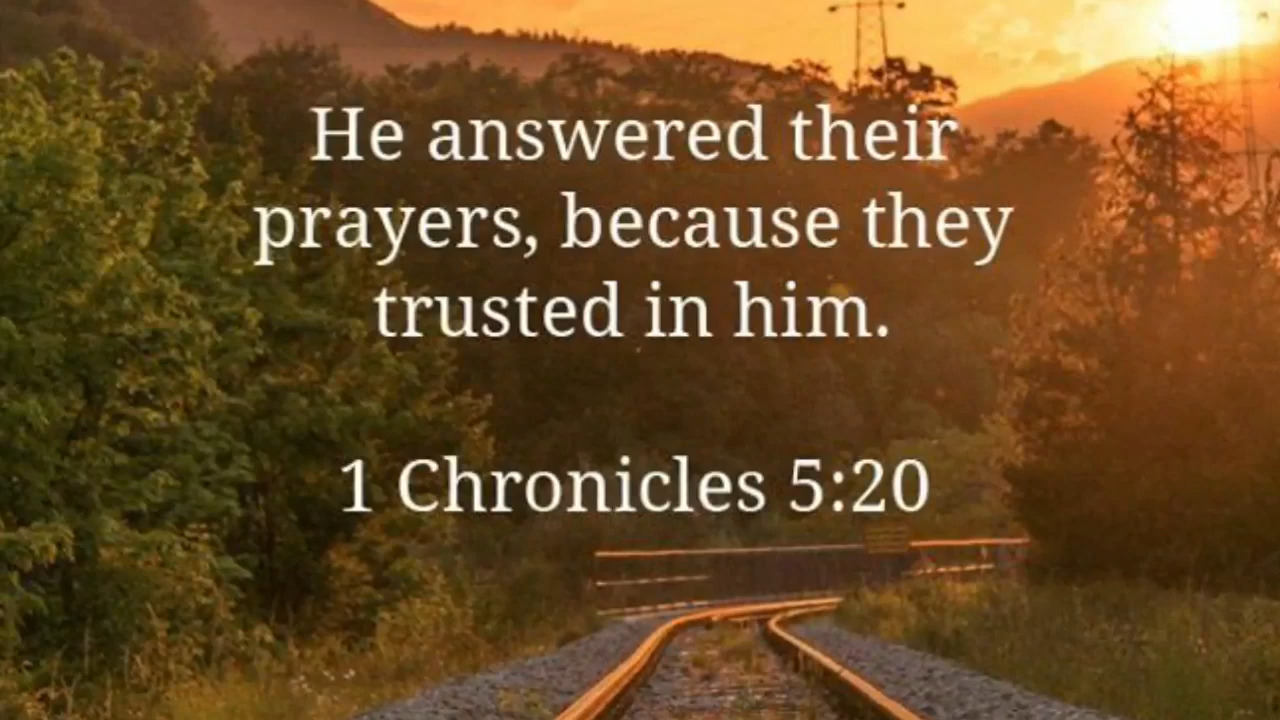 He answered their
prayers, because they
trusted in him.
1 Chronicles 5:20